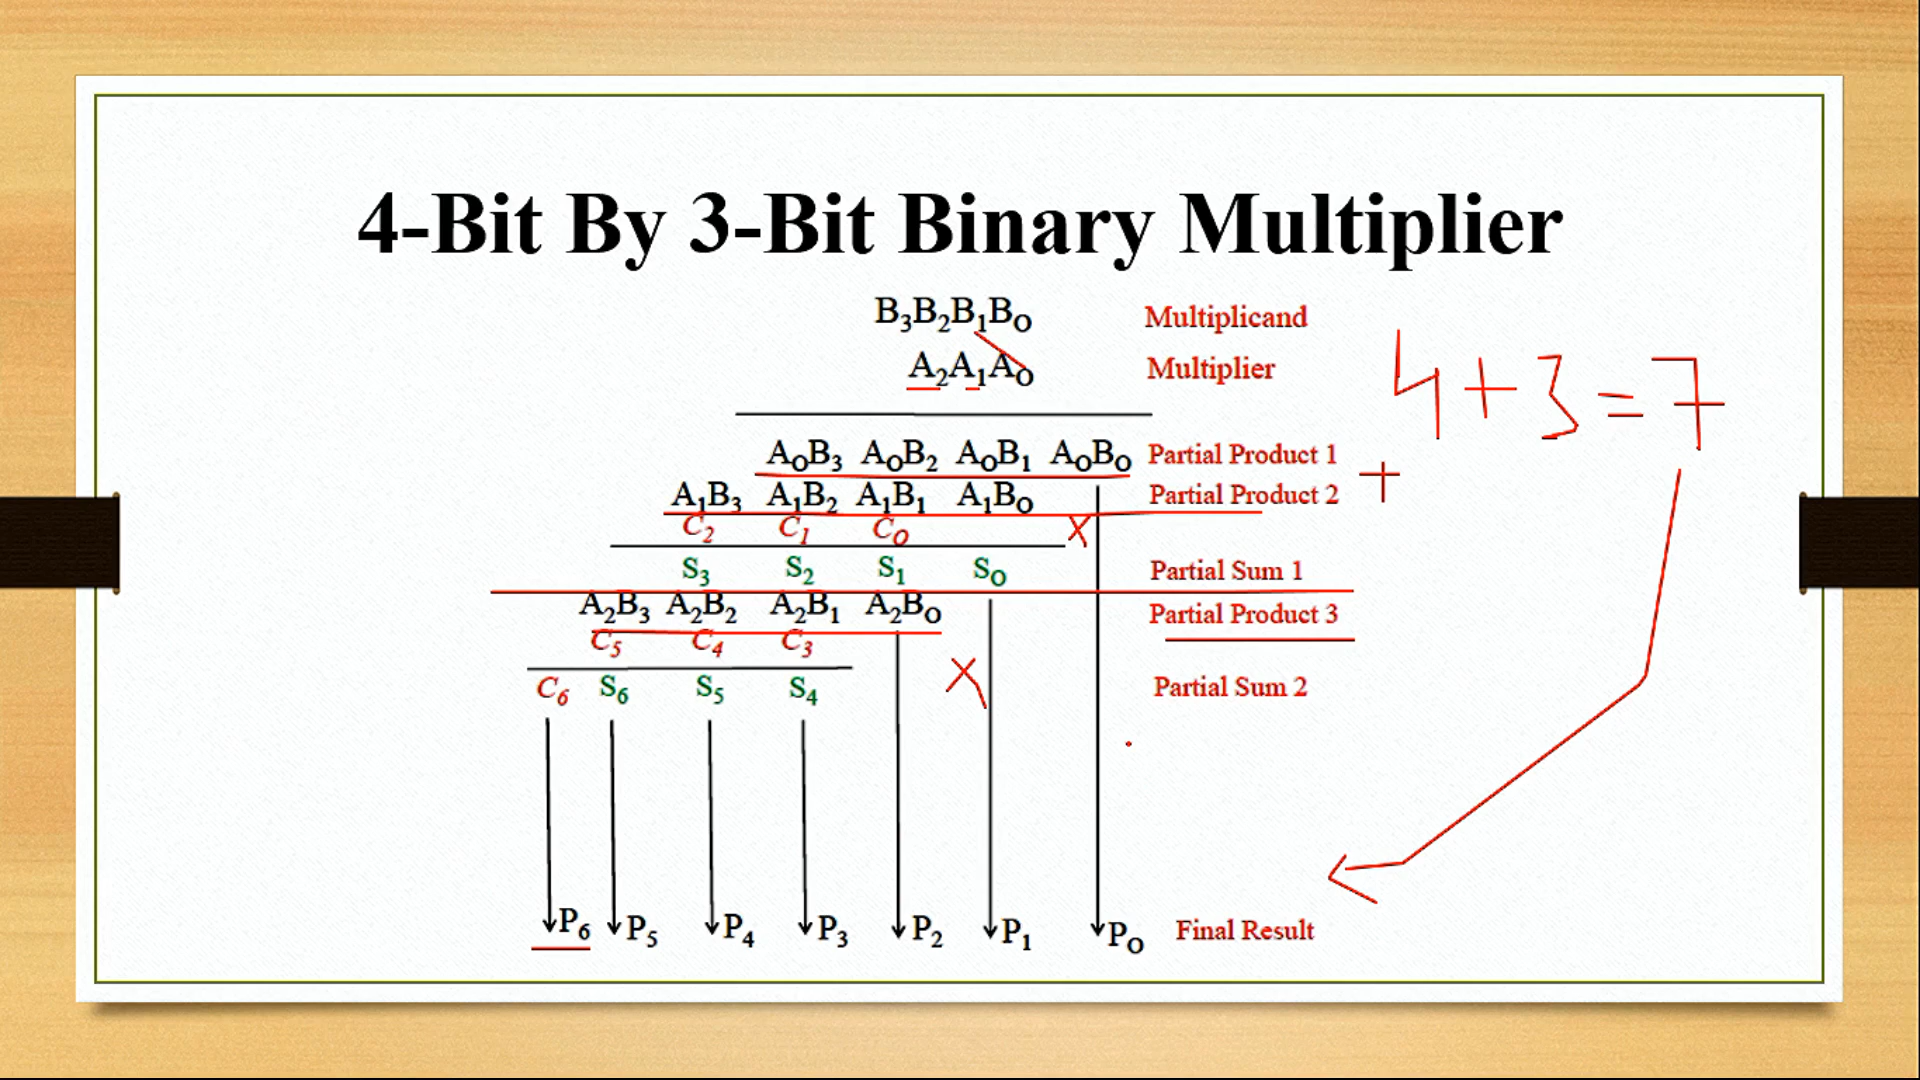 4-Bit By 3-Bit Binary Multiplier
B₃B₂B₁B₀ Multiplicand
A₂A₁A₀ Multiplier
4+3=7
A₀B₃ A₀B₂ A₀B₁ A₀B₀ Partial Product 1
+
A₁B₃ A₁B₂ A₁B₁ A₁B₀ Partial Product 2
C₂ C₁ C₀ X
S₃ S₂ S₁ S₀ Partial Sum 1
A₂B₃ A₂B₂ A₂B₁ A₂B₀ Partial Product 3
C₅ C₄ C₃ X
C₆ S₆ S₅ S₄ Partial Sum 2
P₆ P₅ P₄ P₃ P₂ P₁ P₀ Final Result